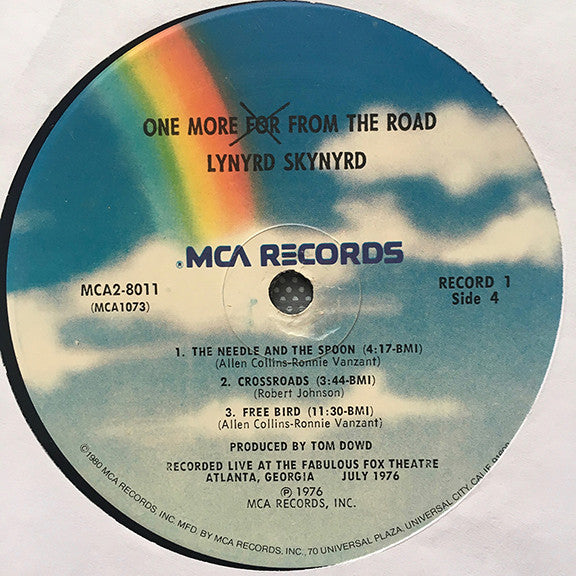 ONE MORE FOR FROM THE ROAD
LYNYRD SKYNYRD
MCA RECORDS
MCA2-8011
(MCA1073)
RECORD 1
Side 4
1. THE NEEDLE AND THE SPOON (4:17-BMI)
(Allen Collins-Ronnie Vanzant)
2. CROSSROADS (3:44-BMI)
(Robert Johnson)
3. FREE BIRD (11:30-BMI)
(Allen Collins-Ronnie Vanzant)
PRODUCED BY TOM DOWD
RECORDED LIVE AT THE FABULOUS FOX THEATRE
ATLANTA, GEORGIA JULY 1976
Ⓟ 1976
MCA RECORDS, INC.
©1980 MCA RECORDS, INC. MFD. BY MCA RECORDS, INC., 70 UNIVERSAL PLAZA, UNIVERSAL CITY, CALIF.